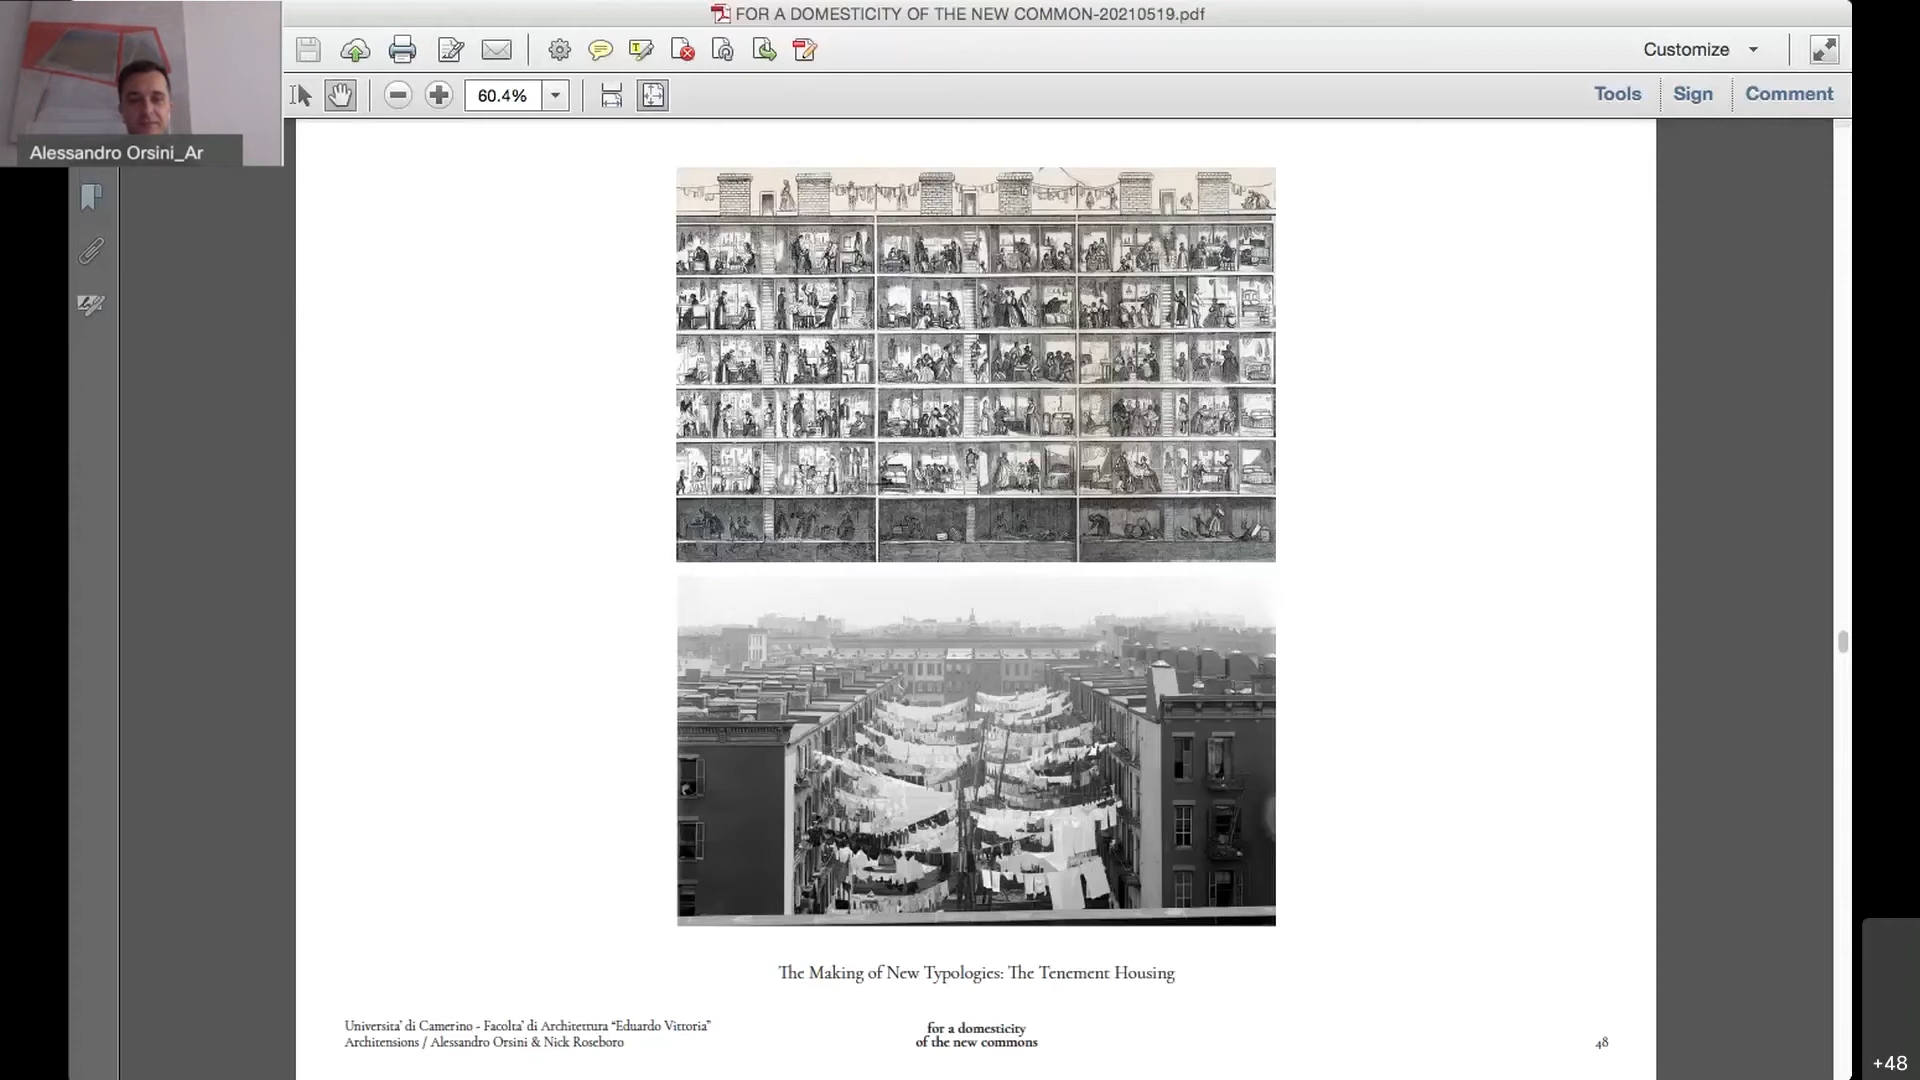 FOR A DOMESTICITY OF THE NEW COMMON-20210519.pdf
Customize
60.4%
Tools
Sign
Comment
Alessandro Orsini_Ar
The Making of New Typologies: The Tenement Housing
Universita' di Camerino - Facolta' di Architettura "Eduardo Vittoria"
Architensions / Alessandro Orsini & Nick Roseboro
for a domesticity
of the new commons
48
+48